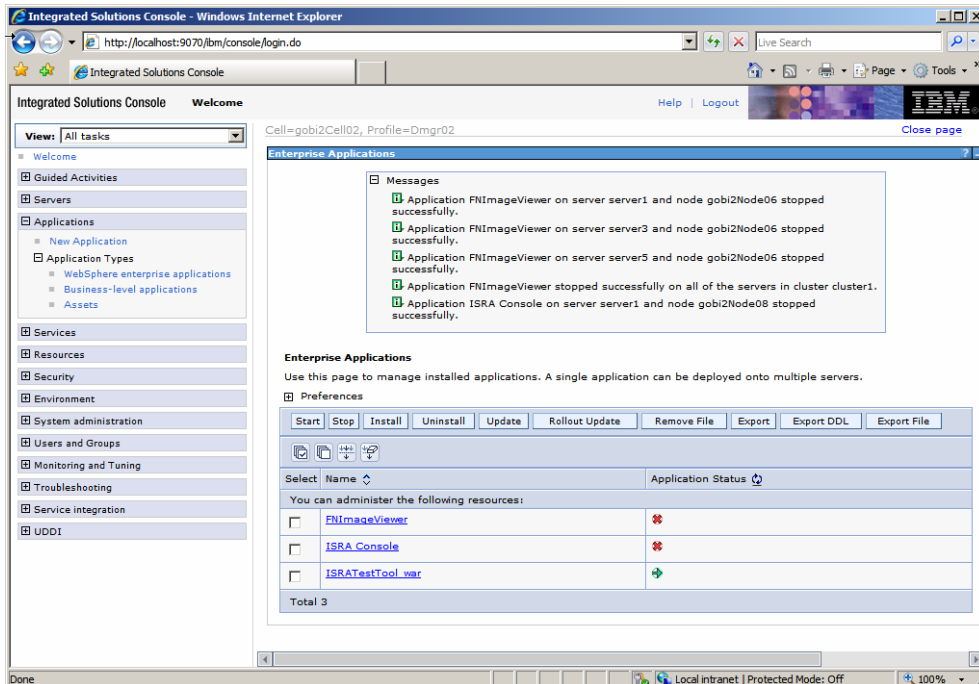 Integrated Solutions Console - Windows Internet Explorer
http://localhost:9070/ibm/console/login.do
Live Search
Integrated Solutions Console
Page
Tools
Integrated Solutions Console Welcome
Help | Logout
IBM
View: All tasks
Welcome
Guided Activities
Servers
Applications
New Application
Application Types
WebSphere enterprise applications
Business-level applications
Assets
Services
Resources
Security
Environment
System administration
Users and Groups
Monitoring and Tuning
Troubleshooting
Service integration
UDDI
Cell=gobi2Cell02, Profile=Dmgr02
Close page
Enterprise Applications
?
Messages
Application FNImageViewer on server server1 and node gobi2Node06 stopped
successfully.
Application FNImageViewer on server server3 and node gobi2Node06 stopped
successfully.
Application FNImageViewer on server server5 and node gobi2Node06 stopped
successfully.
Application FNImageViewer stopped successfully on all of the servers in cluster cluster1.
Application ISRA Console on server server1 and node gobi2Node08 stopped
successfully.
Enterprise Applications
Use this page to manage installed applications. A single application can be deployed onto multiple servers.
Preferences
Start Stop Install Uninstall Update Rollout Update Remove File Export Export DDL Export File
Select Name Application Status
You can administer the following resources:
FNImageViewer
ISRA Console
ISRATestTool_war
Total 3
Done
Local intranet | Protected Mode: Off
100%